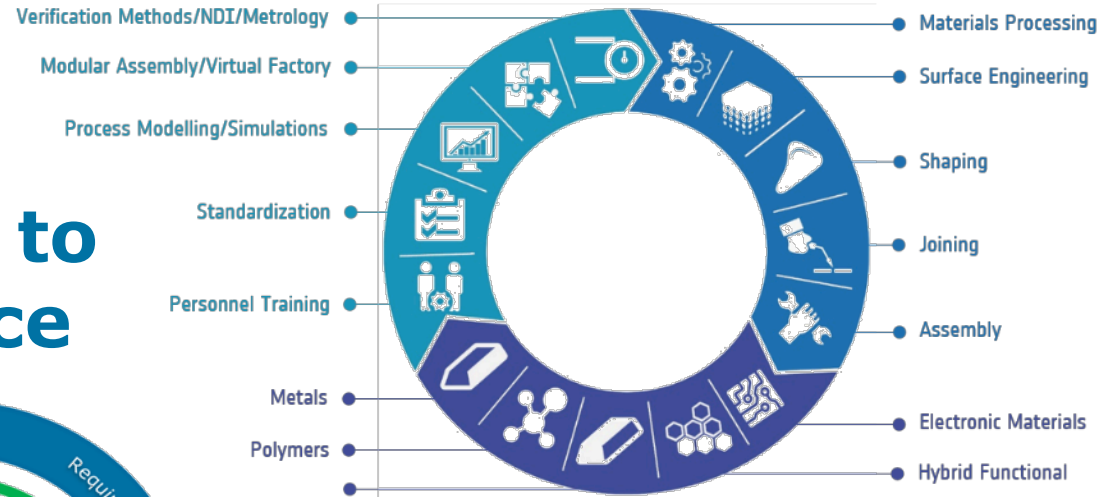 Verification Methods/NDI/Metrology
Modular Assembly/Virtual Factory
Process Modelling/Simulations
Standardization
Personnel Training
Metals
Polymers
Materials Processing
Surface Engineering
Shaping
Joining
Assembly
Electronic Materials
Hybrid Functional
to
ce
Requi